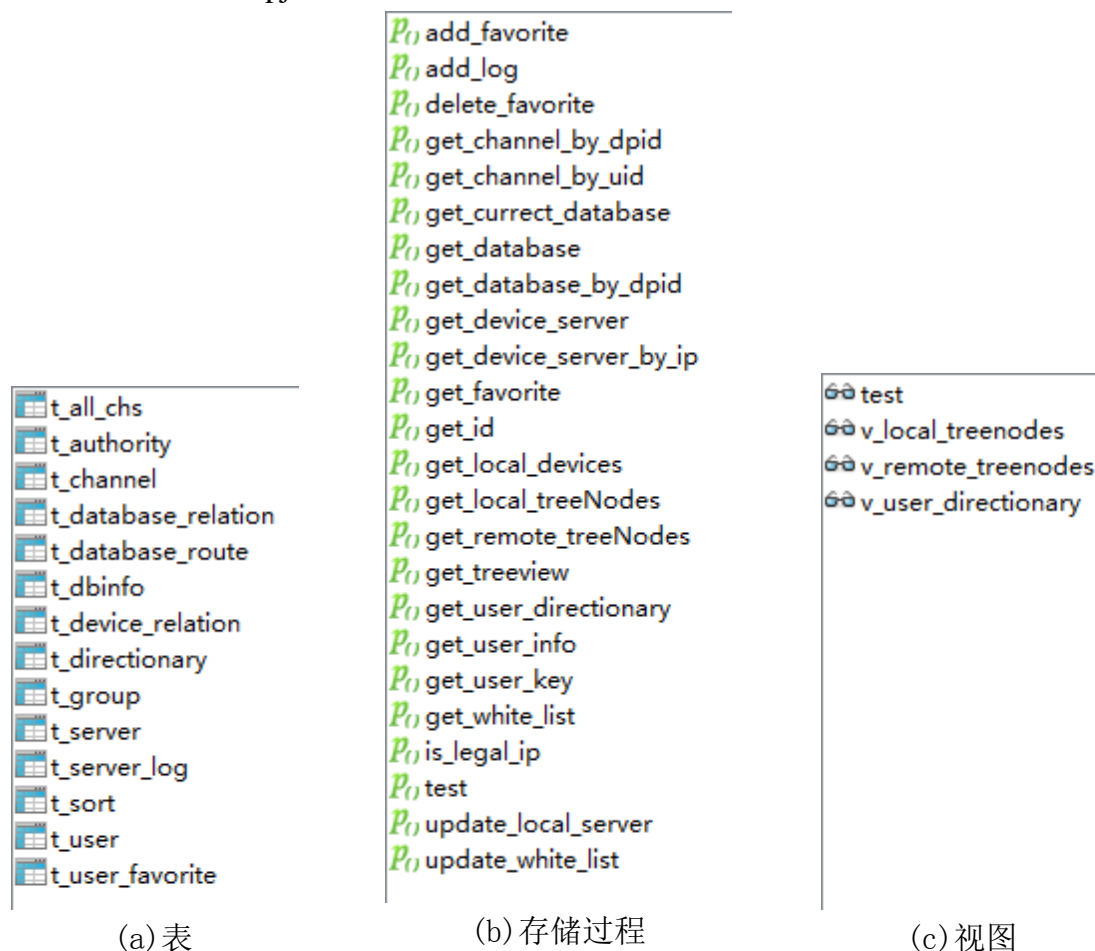 add_favorite
add_log
delete_favorite
get_channel_by_dpid
get_channel_by_uid
get_currect_database
get_database
get_database_by_dpid
get_device_server
get_device_server_by_ip
get_favorite
get_id
get_local_devices
get_local_treeNodes
get_remote_treeNodes
get_treeview
get_user_directionary
get_user_info
get_user_key
get_white_list
is_legal_ip
test
update_local_server
update_white_list
t_all_chs
t_authority
t_channel
t_database_relation
t_database_route
t_dbinfo
t_device_relation
t_directionary
t_group
t_server
t_server_log
t_sort
t_user
t_user_favorite
test
v_local_treenodes
v_remote_treenodes
v_user_directionary
(a)表
(b)存储过程
(c)视图